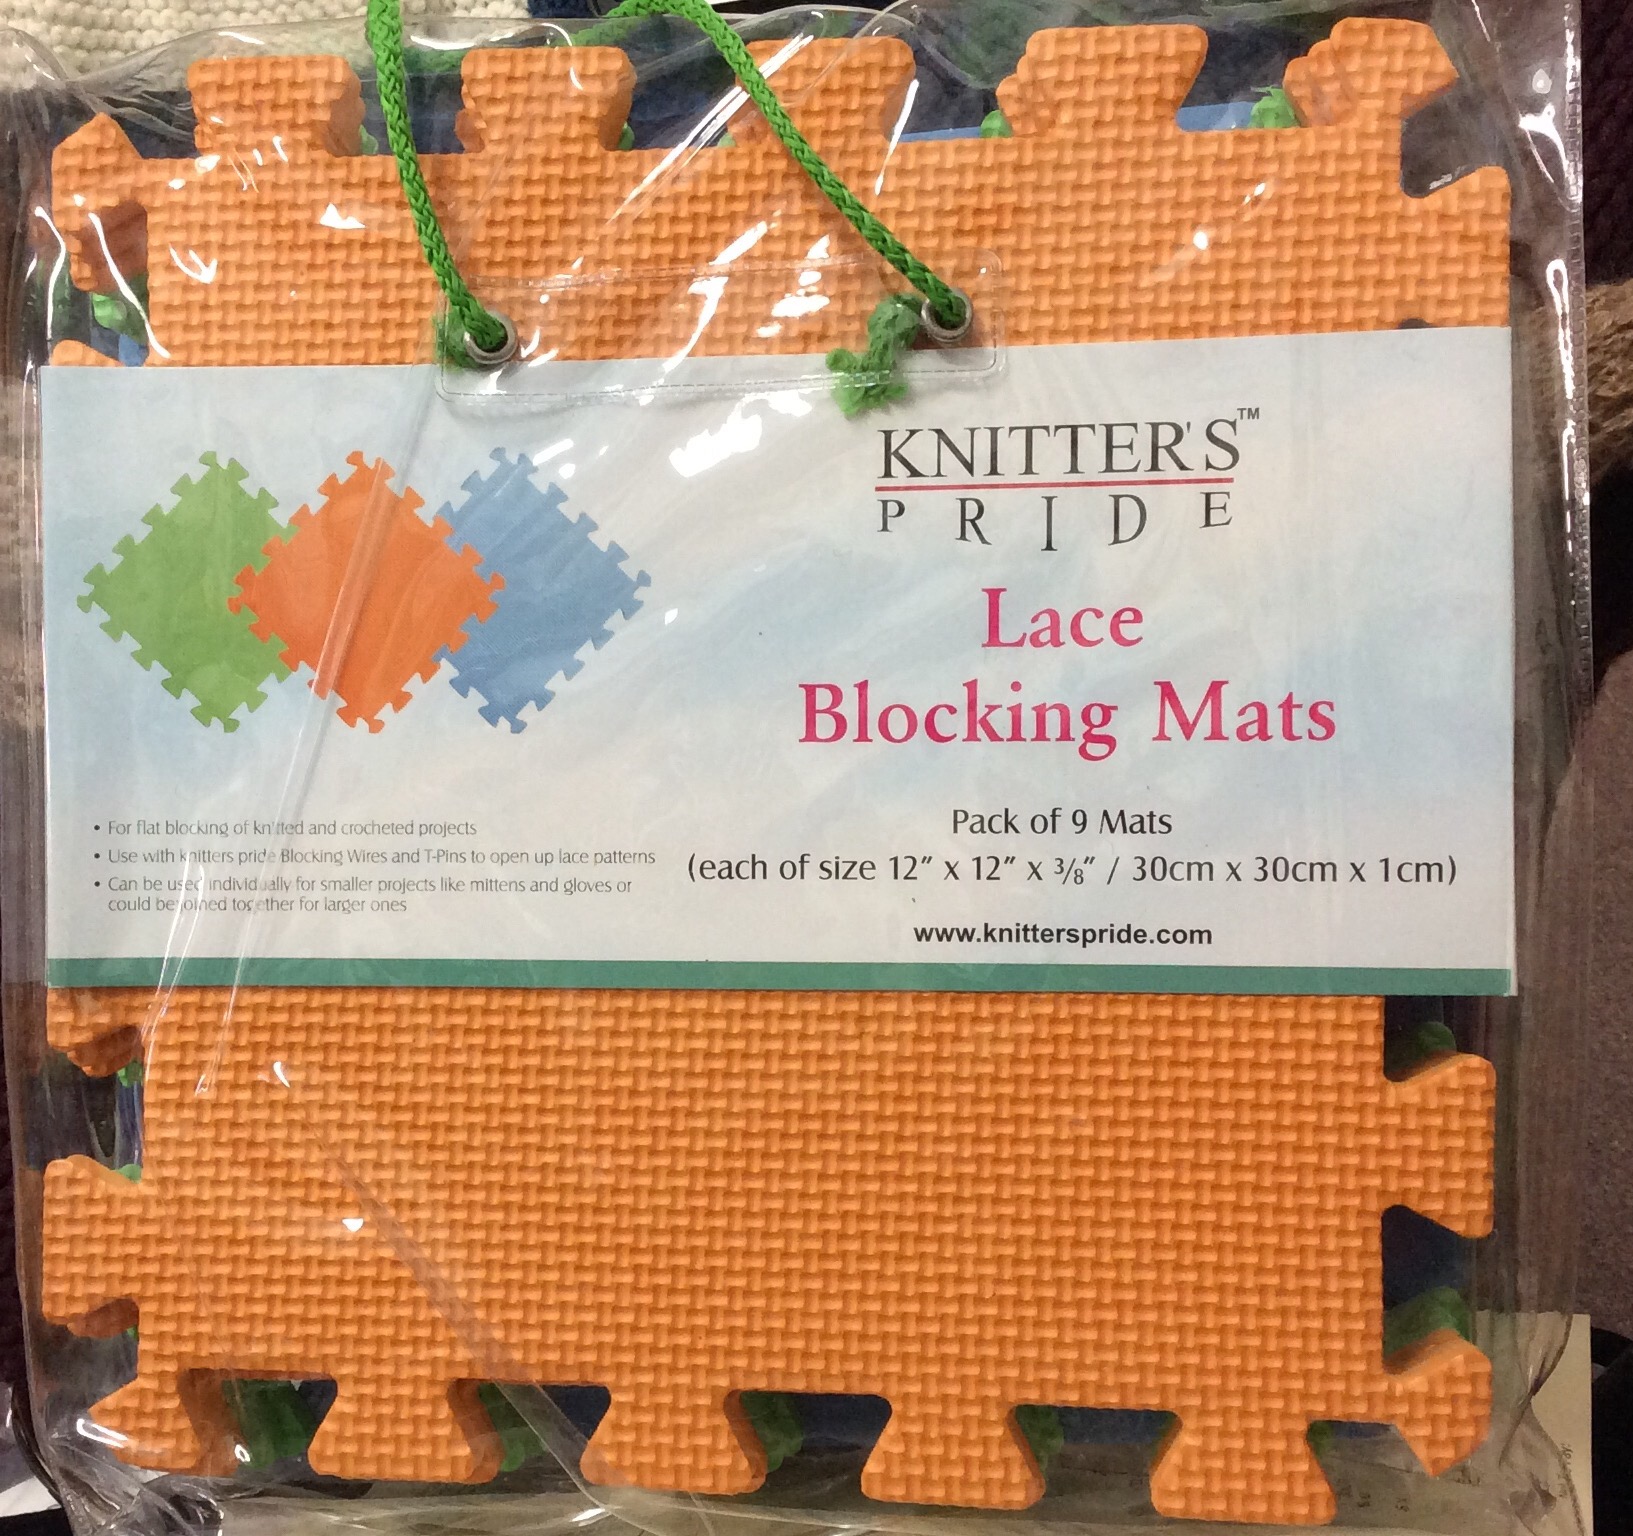 KNITTER'S™
PRIDE
Lace
Blocking Mats
• For flat blocking of knitted and crocheted projects
• Use with knitters pride Blocking Wires and T-Pins to open up lace patterns
• Can be used individually for smaller projects like mittens and gloves or
could be joined together for larger ones
Pack of 9 Mats
(each of size 12″ x 12″ x 3/8″ / 30cm x 30cm x 1cm)
www.knitterspride.com